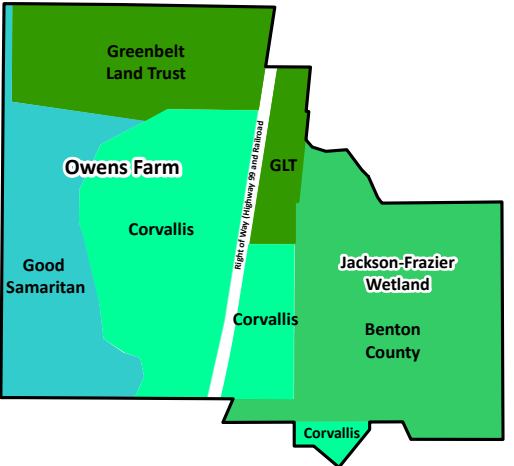 Greenbelt
Land Trust
Right of Way (Highway 99 and Railroad
GLT
Owens Farm
Corvallis
Good
Samaritan
Jackson-Frazier
Wetland
Corvallis
Benton
County
Corvallis